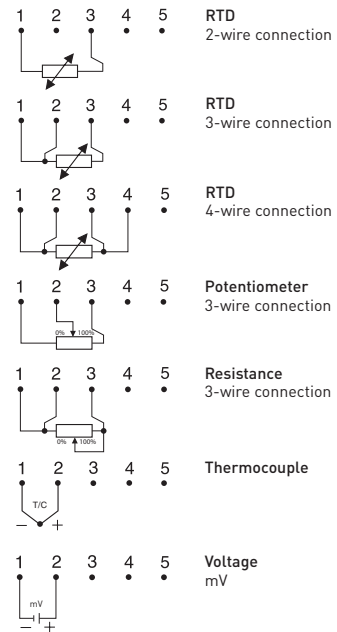 1 2 3 4 5 RTD
2-wire connection
1 2 3 4 5 RTD
3-wire connection
1 2 3 4 5 RTD
4-wire connection
1 2 3 4 5 Potentiometer
3-wire connection
0% 100%
1 2 3 4 5 Resistance
3-wire connection
0% 100%
1 2 3 4 5 Thermocouple
T/C
– +
1 2 3 4 5 Voltage
mV
mV
– +